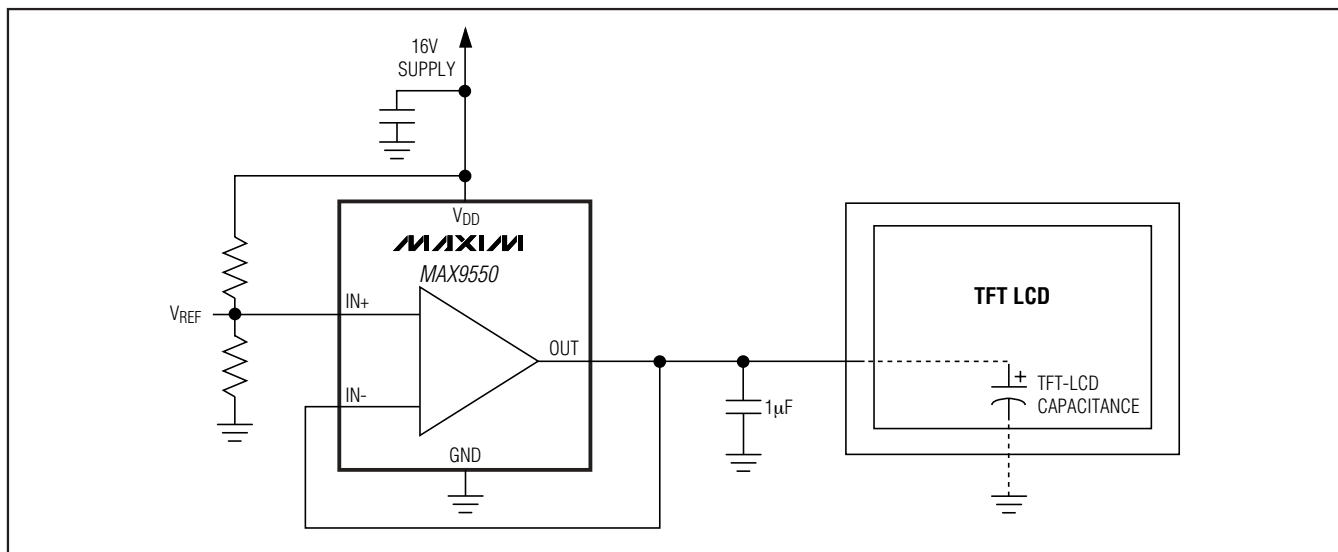 16V
SUPPLY
V_DD
MAXIM
MAX9550
IN+
V_REF
OUT
IN-
GND
1µF
TFT LCD
+
TFT-LCD
CAPACITANCE